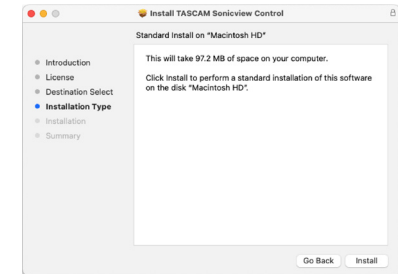 Install TASCAM Sonicview Control
Standard Install on “Macintosh HD”
Introduction
License
Destination Select
Installation Type
Installation
Summary
This will take 97.2 MB of space on your computer.
Click Install to perform a standard installation of this software
on the disk “Macintosh HD”.
Go Back
Install